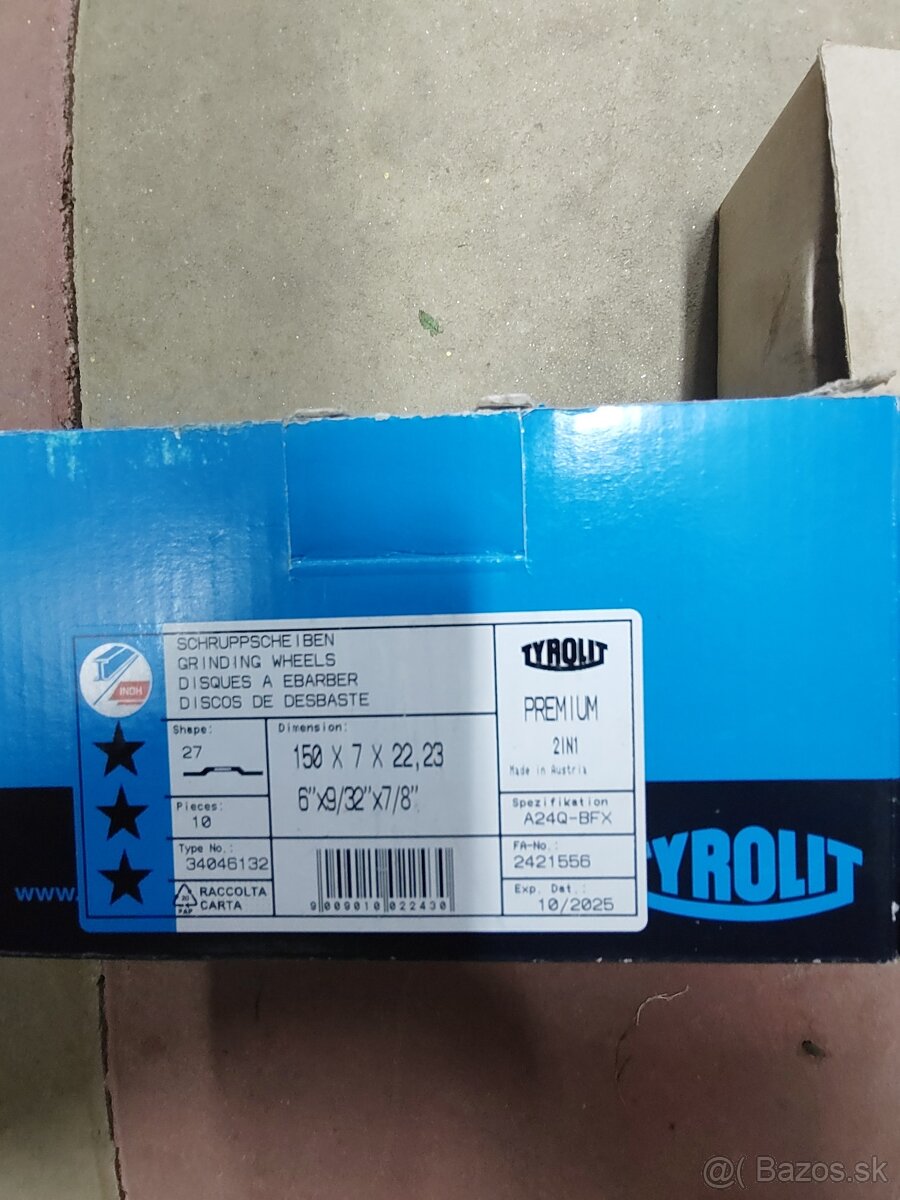 SCHRUPPSCHEIBEN
GRINDING WHEELS
DISQUES A EBARBER
DISCOS DE DESBASTE
INOX
Shape:
27
Dimension:
150 X 7 X 22,23
6"x9/32"x7/8"
Pieces:
10
Type No.:
34046132
20
PAP
RACCOLTA
CARTA
9 009010 022430
TYROLIT
PREMIUM
2IN1
Made in Austria
Spezifikation
A24Q-BFX
FA-No.:
2421556
Exp. Dat.:
10/2025
www.
TYROLIT
@( Bazos.sk